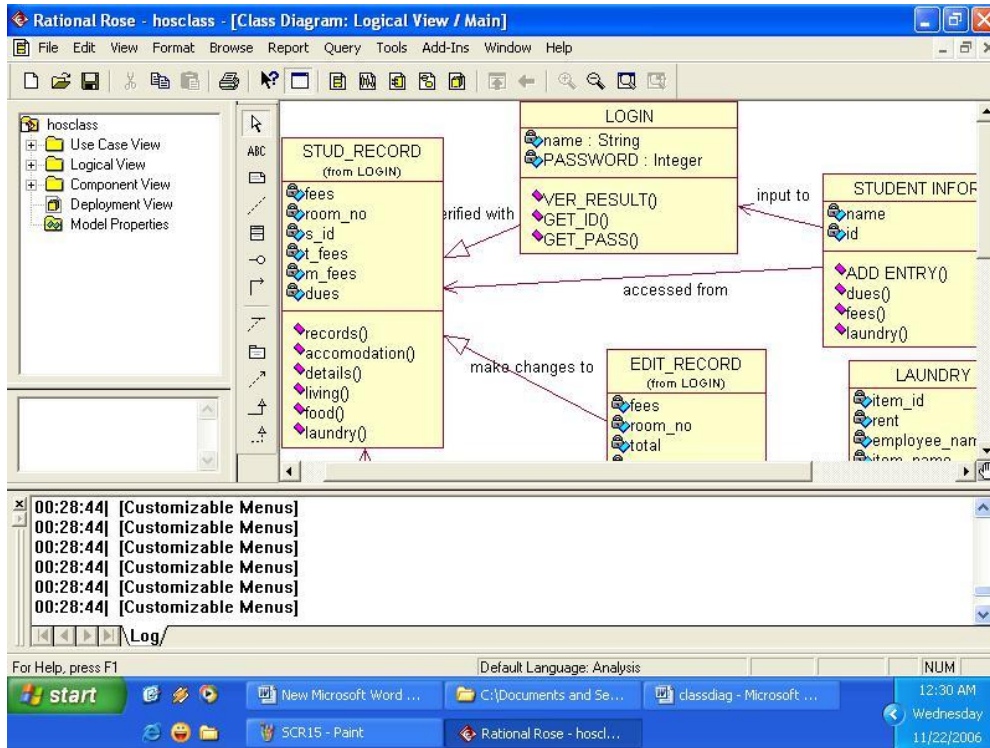 Rational Rose - hosclass - [Class Diagram: Logical View / Main]
File Edit View Format Browse Report Query Tools Add-Ins Window Help
hosclass
Use Case View
Logical View
Component View
Deployment View
Model Properties
ABC
STUD_RECORD
(from LOGIN)
fees
room_no
s_id
t_fees
m_fees
dues
records()
accomodation()
details()
living()
food()
laundry()
LOGIN
name : String
PASSWORD : Integer
VER_RESULT()
GET_ID()
GET_PASS()
erified with
input to
STUDENT INFOR
name
id
ADD ENTRY()
dues()
fees()
laundry()
accessed from
make changes to
EDIT_RECORD
(from LOGIN)
fees
room_no
total
LAUNDRY
item_id
rent
employee_nam
item_name
00:28:44| [Customizable Menus]
00:28:44| [Customizable Menus]
00:28:44| [Customizable Menus]
00:28:44| [Customizable Menus]
00:28:44| [Customizable Menus]
00:28:44| [Customizable Menus]
Log
For Help, press F1
Default Language: Analysis
NUM
start
New Microsoft Word ...
C:\Documents and Se...
classdiag - Microsoft ...
SCR15 - Paint
Rational Rose - hoscl...
12:30 AM
Wednesday
11/22/2006